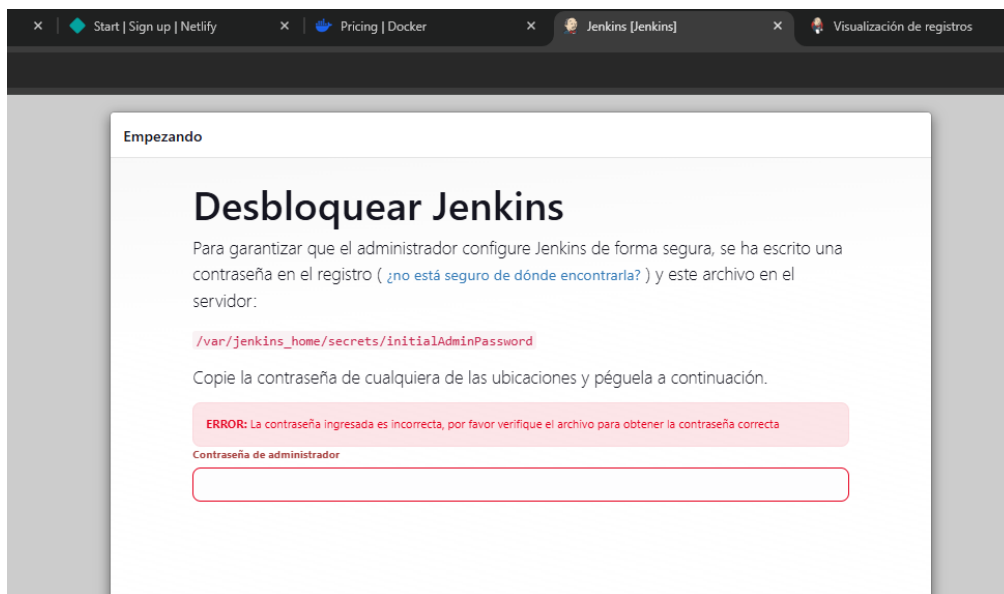 Start | Sign up | Netlify
Pricing | Docker
Jenkins [Jenkins]
Visualización de registros
Empezando
Desbloquear Jenkins
Para garantizar que el administrador configure Jenkins de forma segura, se ha escrito una
contraseña en el registro ( ¿no está seguro de dónde encontrarla? ) y este archivo en el
servidor:
/var/jenkins_home/secrets/initialAdminPassword
Copie la contraseña de cualquiera de las ubicaciones y péguela a continuación.
ERROR: La contraseña ingresada es incorrecta, por favor verifique el archivo para obtener la contraseña correcta
Contraseña de administrador